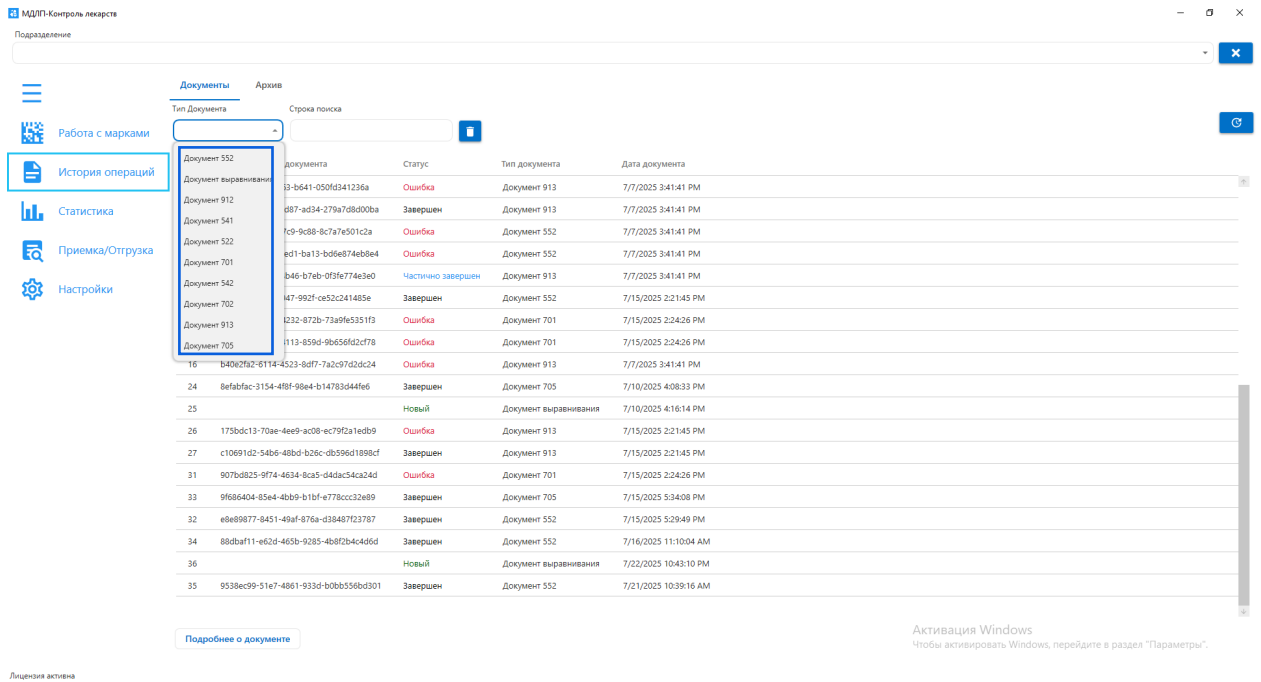 МДЛП-Контроль лекарств
Подразделение
Документы Архив
Тип Документа Строка поиска
Работа с марками
История операций
Статистика
Приемка/Отгрузка
Настройки
Документ 552
Документ выравнивани
Документ 912
Документ 541
Документ 522
Документ 701
Документ 542
Документ 702
Документ 913
Документ 705
документа Статус Тип документа Дата документа
53-b641-050fd341236a Ошибка Документ 913 7/7/2025 3:41:41 PM
d87-ad34-279a7d8d00ba Завершен Документ 913 7/7/2025 3:41:41 PM
7c9-9c88-8c7a7e501c2a Ошибка Документ 552 7/7/2025 3:41:41 PM
ed1-ba13-bd6e874eb8e4 Ошибка Документ 552 7/7/2025 3:41:41 PM
b46-b7eb-0f3fe774e3e0 Частично завершен Документ 913 7/7/2025 3:41:41 PM
47-992f-ce52c241485e Завершен Документ 552 7/15/2025 2:21:45 PM
4232-872b-73a9fe5351f3 Ошибка Документ 701 7/15/2025 2:24:26 PM
113-859d-9b656fd2cf78 Ошибка Документ 701 7/15/2025 2:24:26 PM
16 b40e2fa2-6114-4523-8df7-7a2c97d2dc24 Ошибка Документ 913 7/7/2025 3:41:41 PM
24 8efabfac-3154-4f8f-98e4-b14783d44fe6 Завершен Документ 705 7/10/2025 4:08:33 PM
25 Новый Документ выравнивания 7/10/2025 4:16:14 PM
26 175bdc13-70ae-4ee9-ac08-ec79f2a1edb9 Ошибка Документ 913 7/15/2025 2:21:45 PM
27 c10691d2-54b6-48bd-b26c-db596d1898cf Завершен Документ 913 7/15/2025 2:21:45 PM
31 907bd825-9f74-4634-8ca5-d4dac54ca24d Ошибка Документ 701 7/15/2025 2:24:26 PM
33 9f686404-85e4-4bb9-b1bf-e778ccc32e89 Завершен Документ 705 7/15/2025 5:34:08 PM
32 e8e89877-8451-49af-876a-d38487f23787 Завершен Документ 552 7/15/2025 5:29:49 PM
34 88dbaf11-e62d-465b-9285-4b8f2b4c4d6d Завершен Документ 552 7/16/2025 11:10:04 AM
36 Новый Документ выравнивания 7/22/2025 10:43:10 PM
35 9538ec99-51e7-4861-933d-b0bb556bd301 Завершен Документ 552 7/21/2025 10:39:16 AM
Подробнее о документе
Активация Windows
Чтобы активировать Windows, перейдите в раздел "Параметры".
Лицензия активна